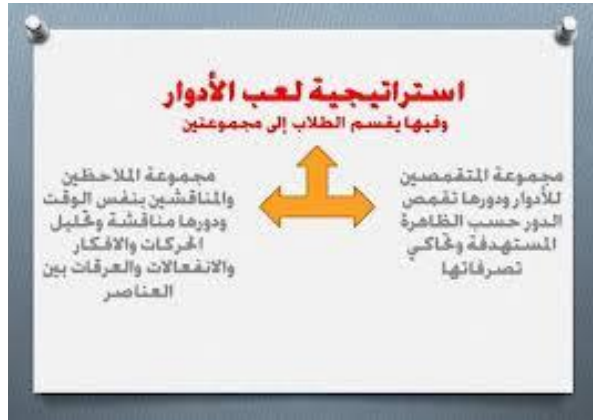 استراتيجية لعب الأدوار
وفيها يقسم الطلاب إلى مجموعتين
مجموعة المتقمصين
للأدوار ودورها تقمص
الدور حسب الظاهرة
المستهدفة وتحاكي
تصرفاتها
مجموعة الملاحظين
والمناقشين بنفس الوقت
ودورها مناقشة وتحليل
الحركات والافكار
والانفعالات والعرقات بين
العناصر